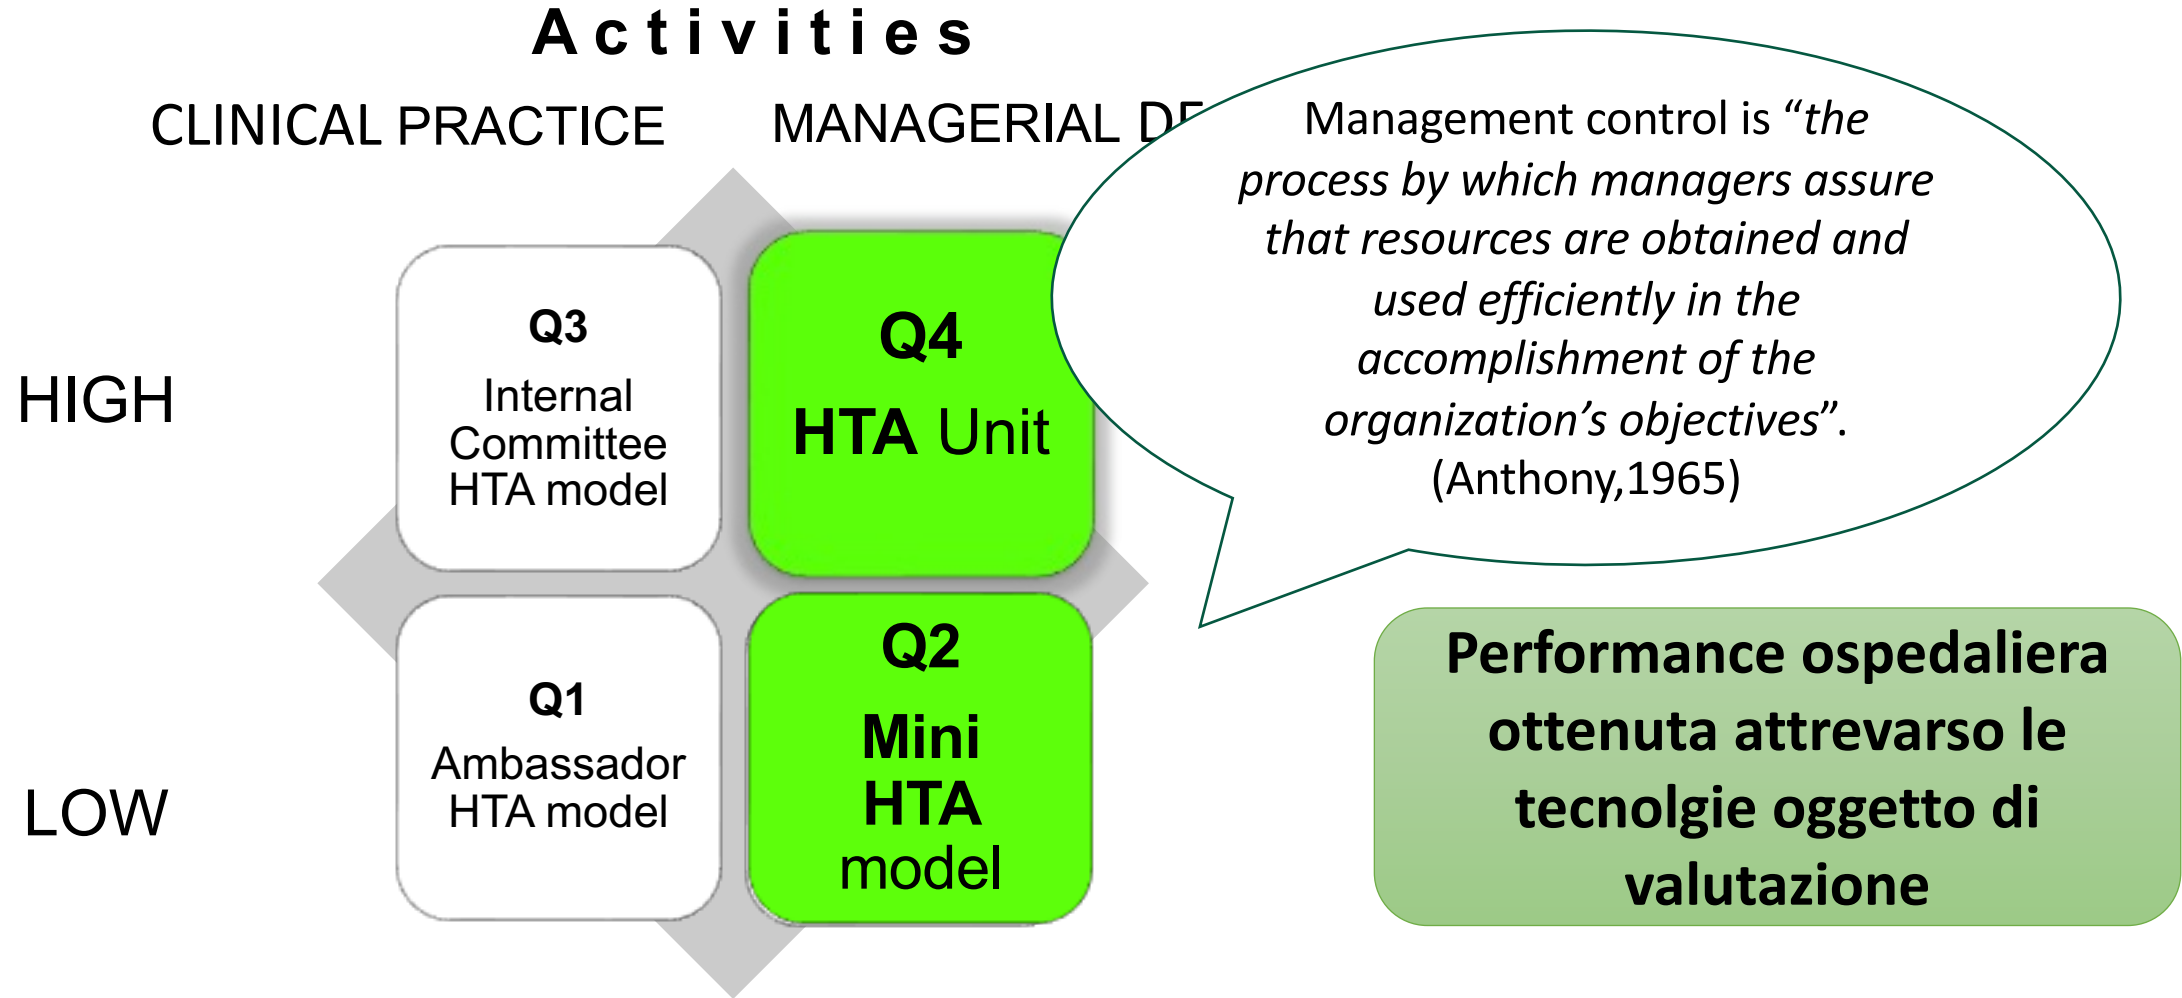 Activities
CLINICAL PRACTICE
MANAGERIAL
Management control is “the
process by which managers assure
that resources are obtained and
used efficiently in the
accomplishment of the
organization’s objectives”.
(Anthony,1965)
HIGH
Q3
Internal
Committee
HTA model
Q4
HTA Unit
LOW
Q1
Ambassador
HTA model
Q2
Mini
HTA
model
Performance ospedaliera
ottenuta attrevarso le
tecnolgie oggetto di
valutazione